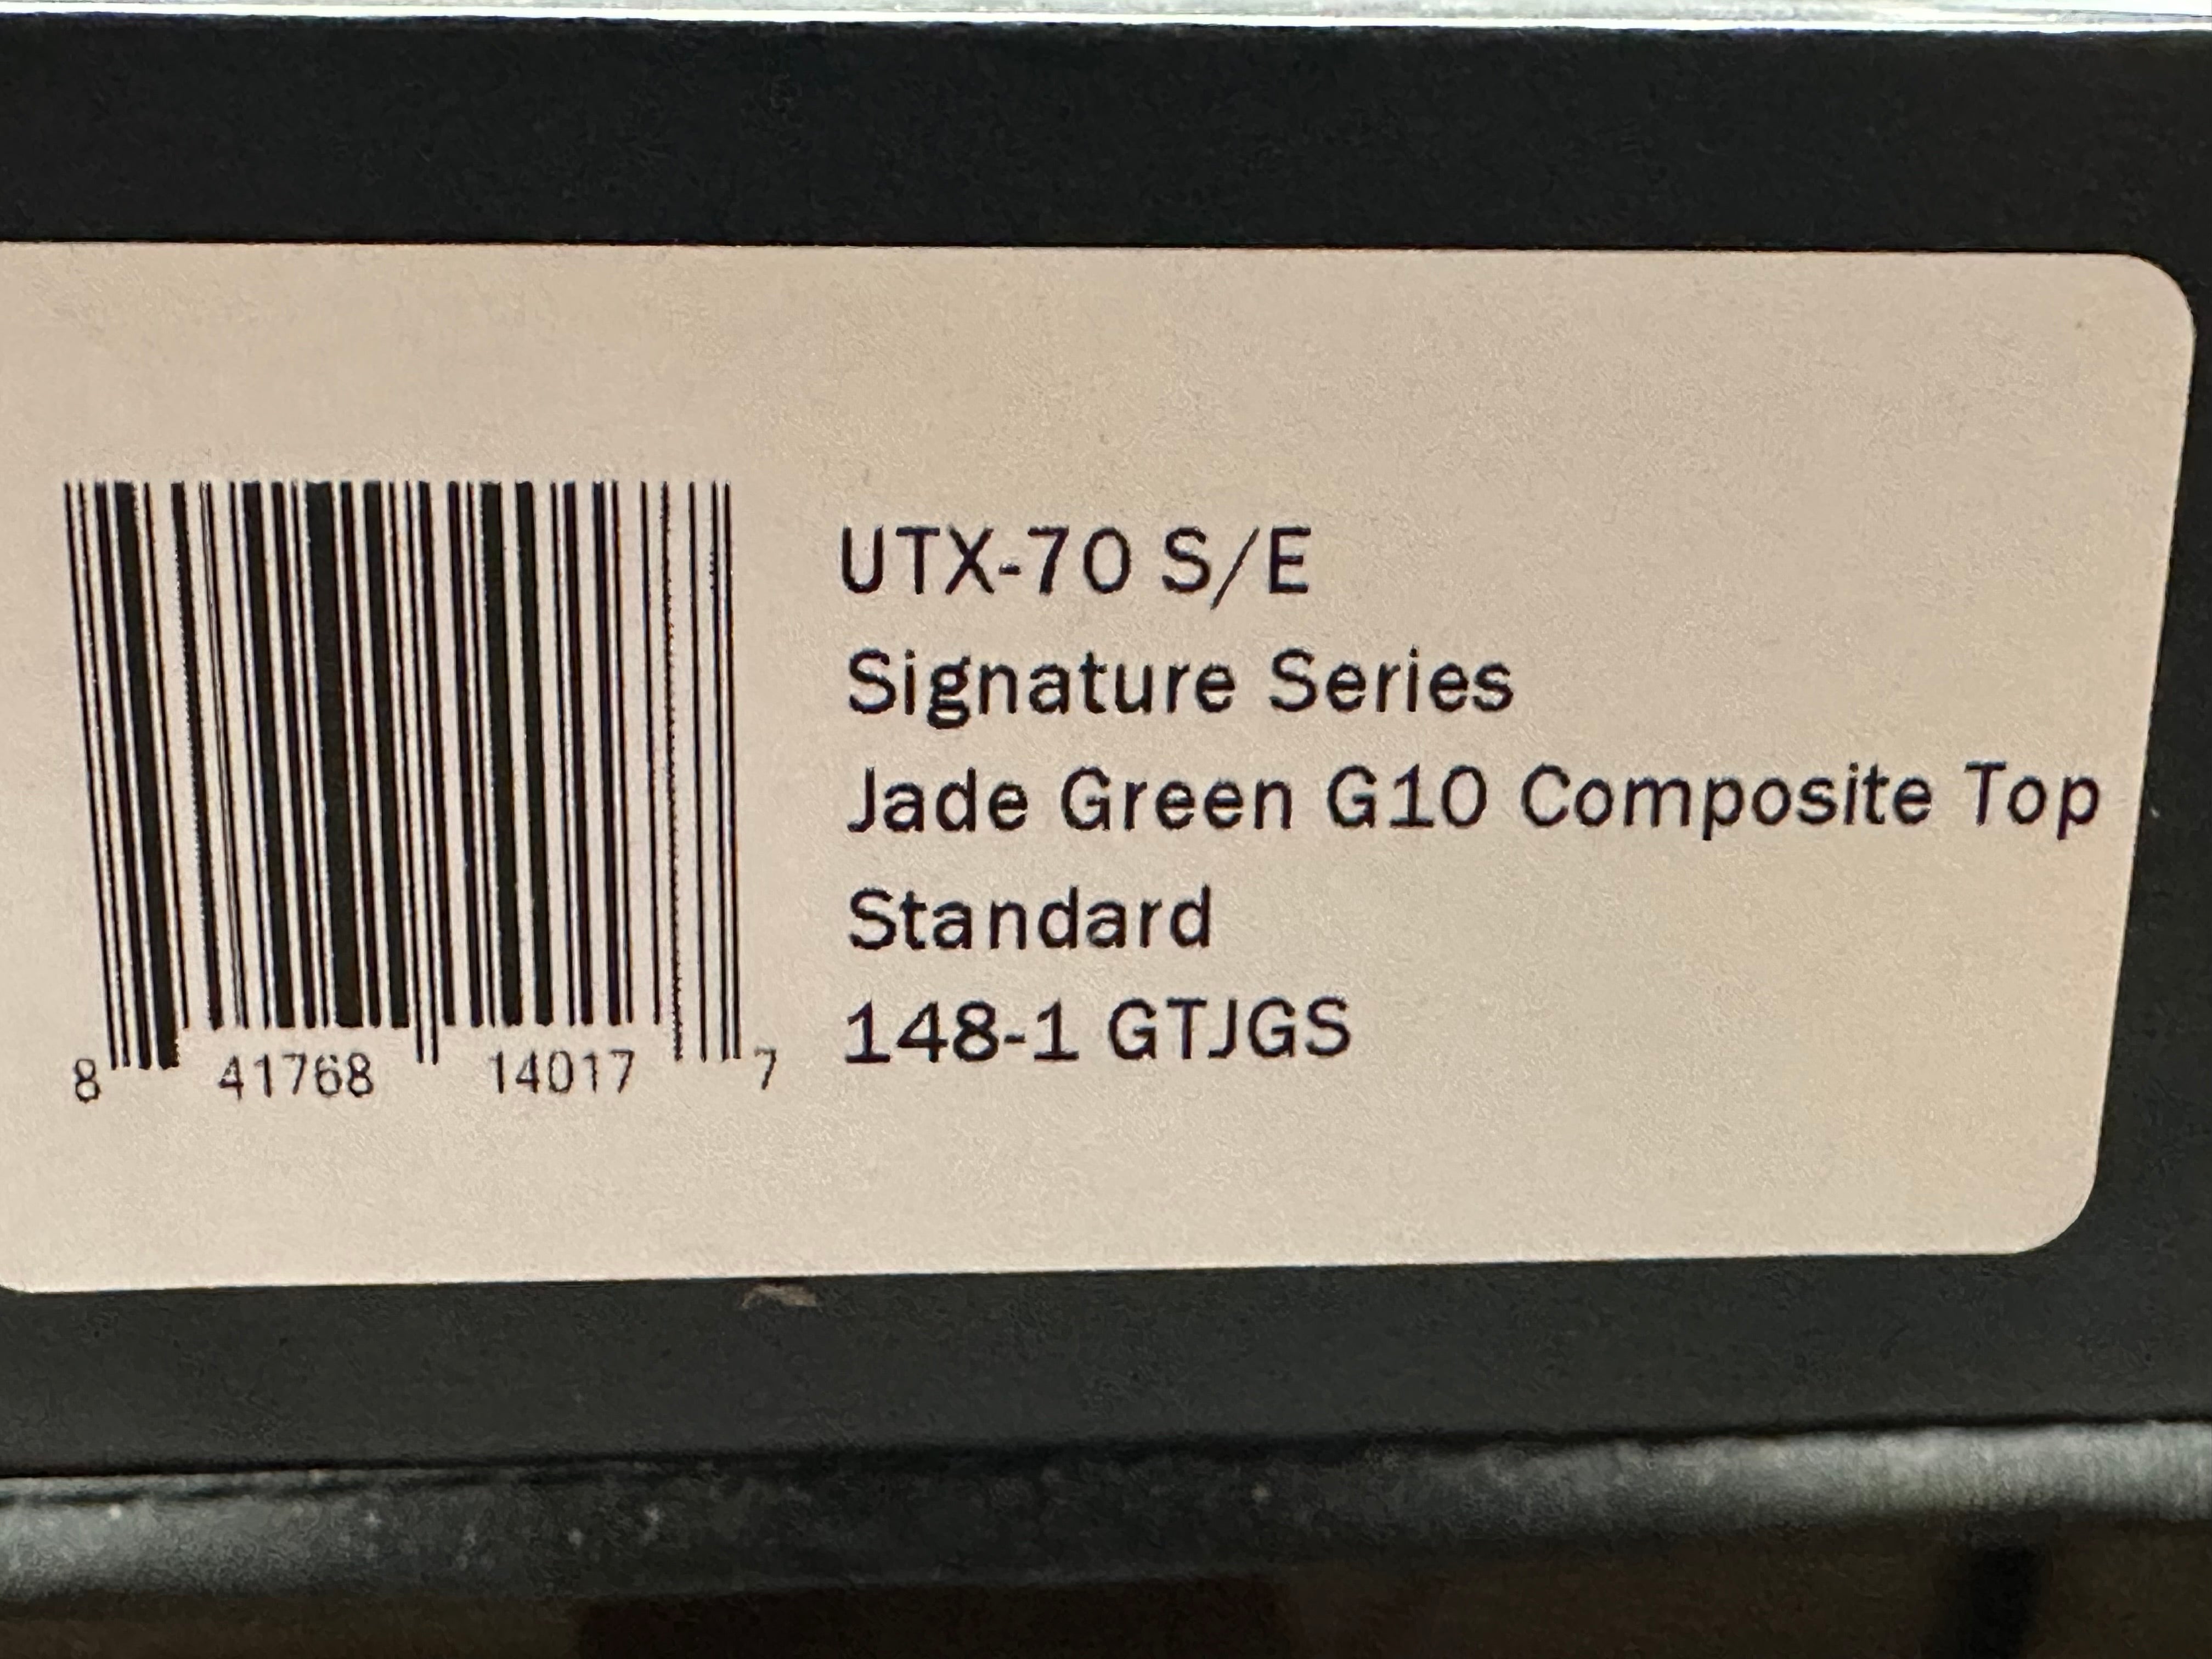 UTX-70 S/E
Signature Series
Jade Green G10 Composite Top
Standard
148-1 GTJGS
8 41768 14017 7